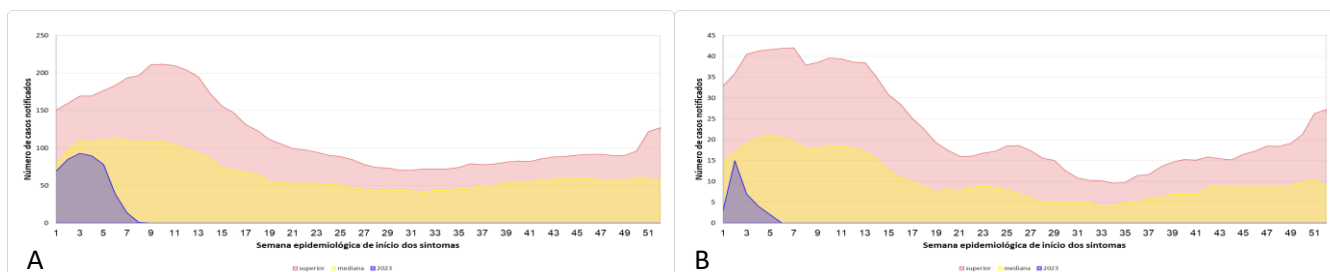 250
200
150
100
50
0
Número de casos notificados
1 3 5 7 9 11 13 15 17 19 21 23 25 27 29 31 33 35 37 39 41 43 45 47 49 51
Semana epidemiológica de início dos sintomas
A
superior mediana 2023
45
40
35
30
25
20
15
10
5
0
Número de casos notificados
1 3 5 7 9 11 13 15 17 19 21 23 25 27 29 31 33 35 37 39 41 43 45 47 49 51
Semana epidemiológica de início dos sintomas
B
superior mediana 2023